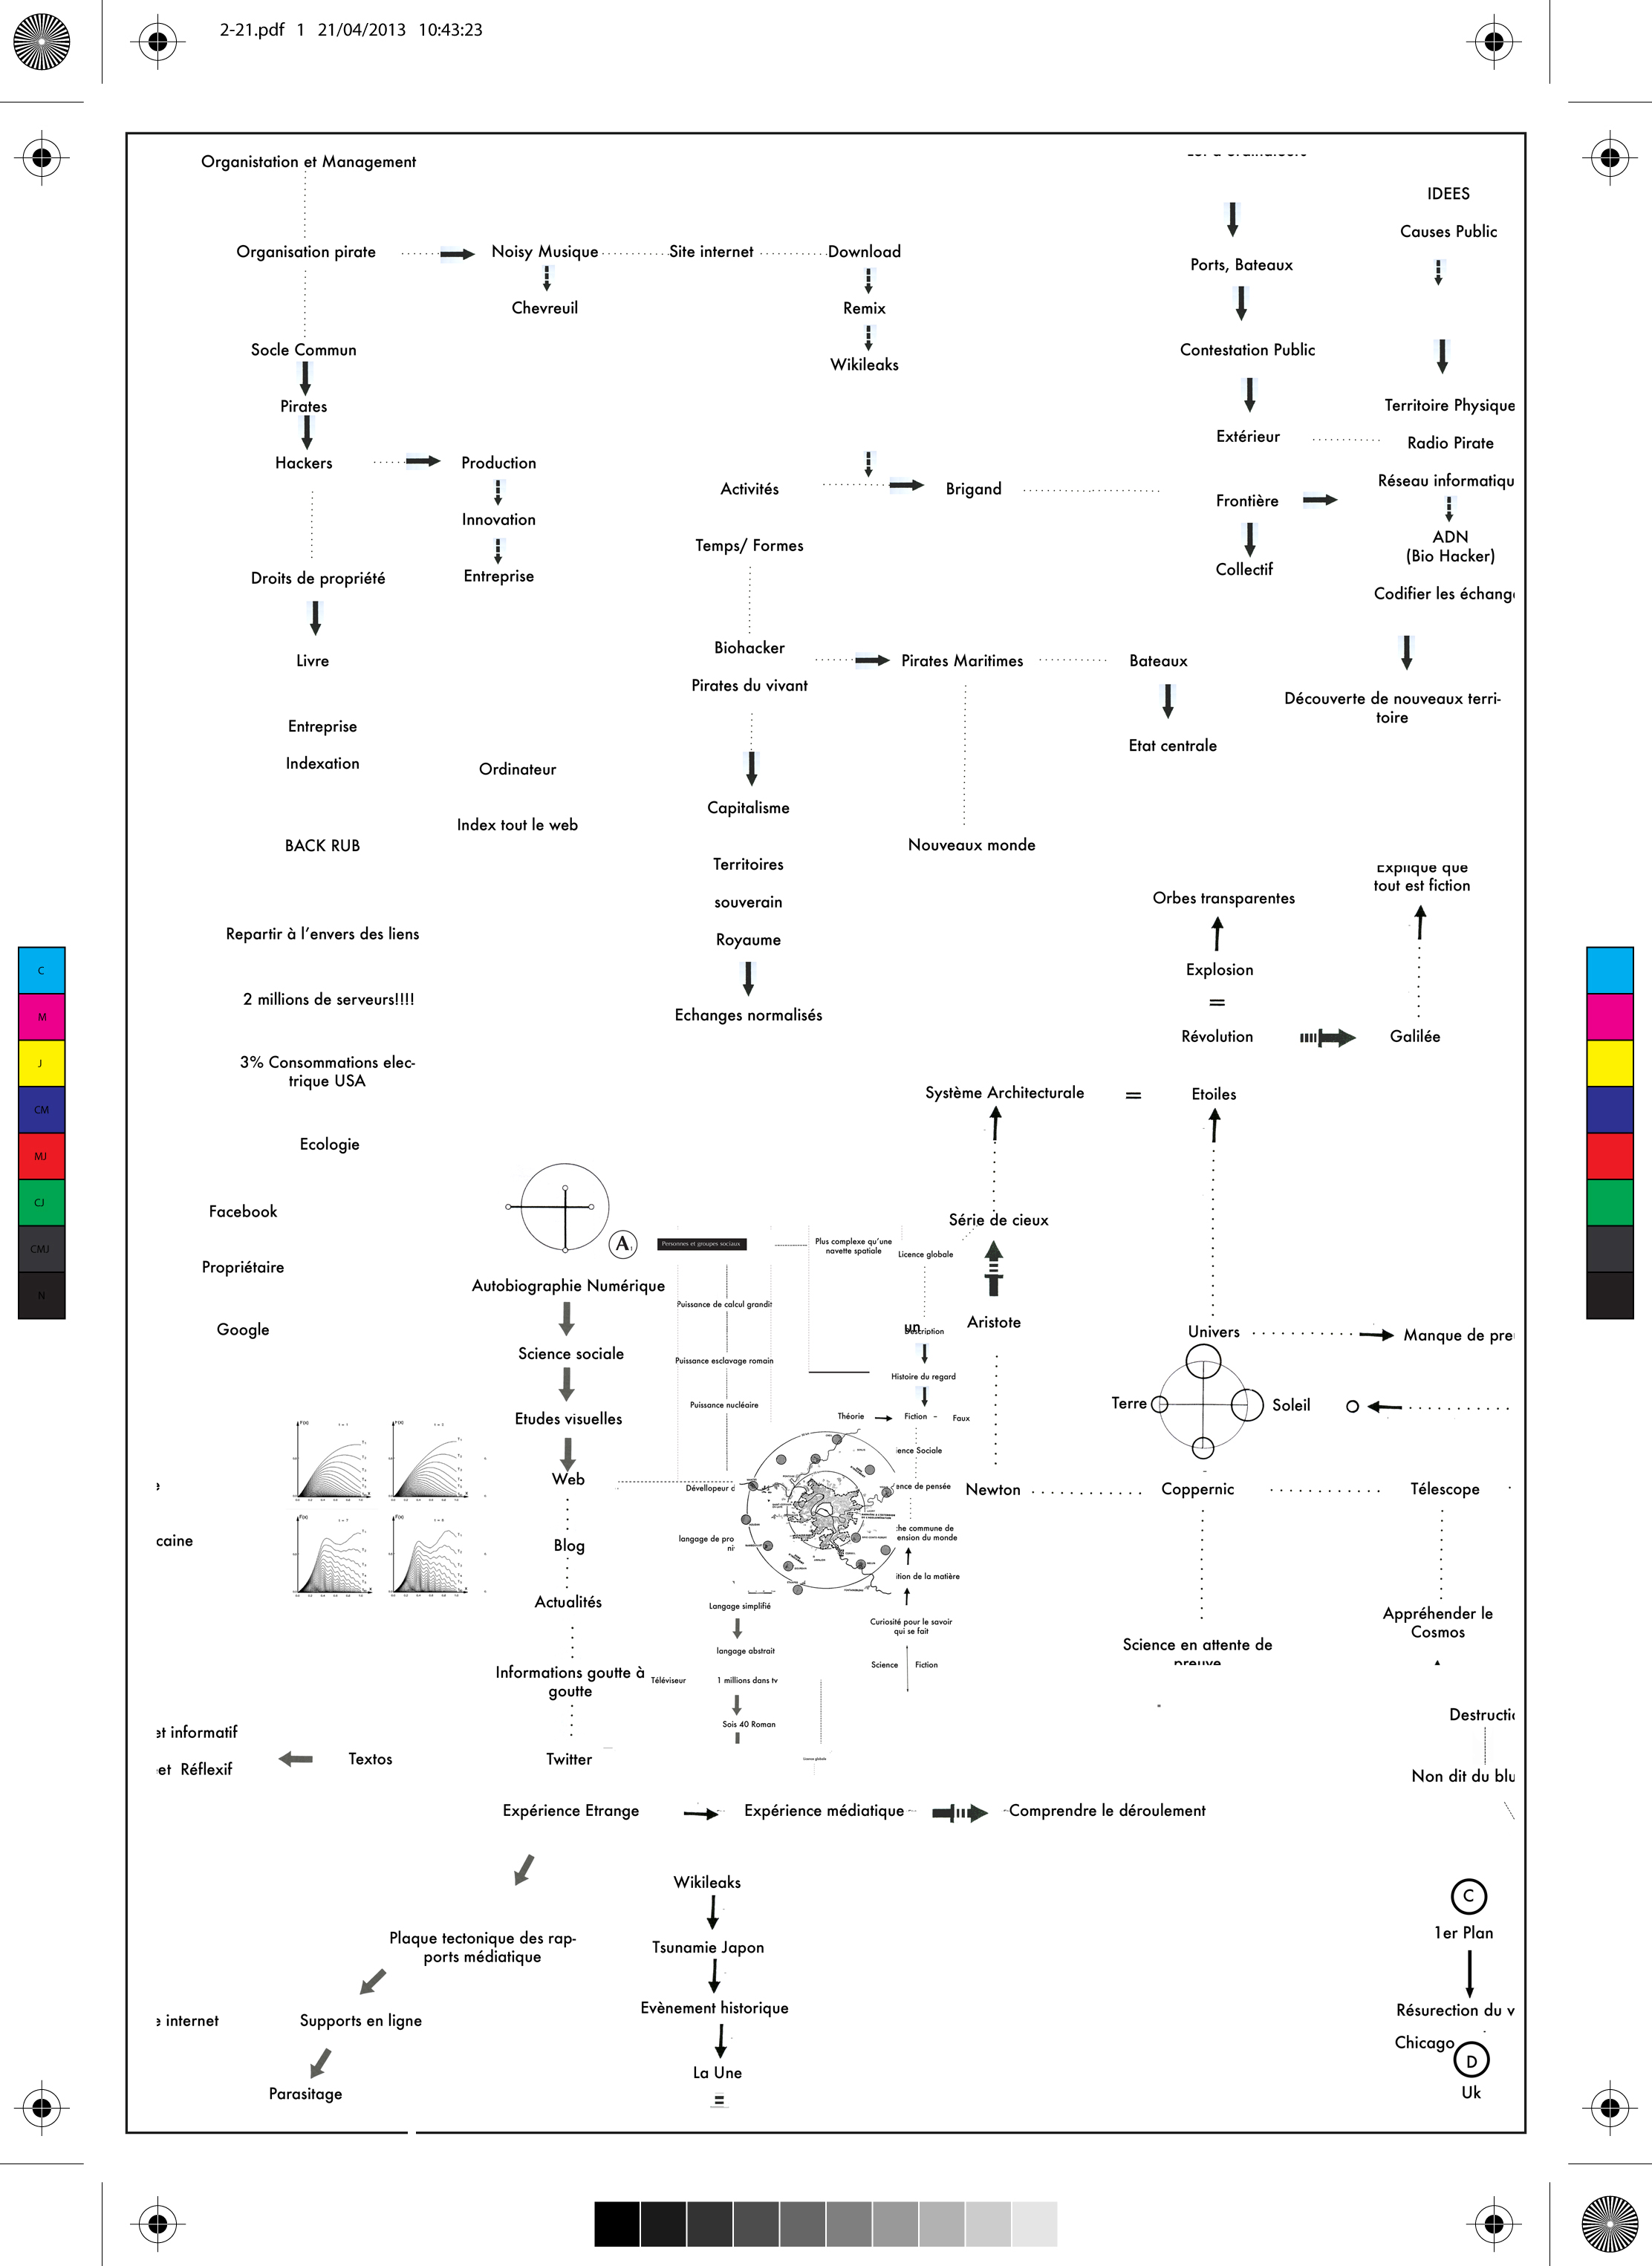 2-21.pdf 1 21/04/2013 10:43:23
Organistation et Management
IDEES
Causes Public
Organisation pirate
Noisy Musique
Site internet
Download
Ports, Bateaux
Chevreuil
Remix
Socle Commun
Wikileaks
Contestation Public
Pirates
Territoire Physique
Extérieur
Radio Pirate
Hackers
Production
Activités
Brigand
Réseau informatiqu
Frontière
Innovation
ADN
(Bio Hacker)
Temps/ Formes
Collectif
Droits de propriété
Entreprise
Codifier les échang
Biohacker
Livre
Pirates Maritimes
Bateaux
Pirates du vivant
Découverte de nouveaux terri-
toire
Entreprise
Etat centrale
Indexation
Ordinateur
Capitalisme
Index tout le web
BACK RUB
Nouveaux monde
Territoires
Explique que
tout est fiction
souverain
Orbes transparentes
Repartir à l'envers des liens
Royaume
C
Explosion
2 millions de serveurs!!!!
=
M
Echanges normalisés
Révolution
Galilée
J
3% Consommations elec-
trique USA
Système Architecturale
=
Etoiles
CM
Ecologie
MJ
Facebook
CJ
Série de cieux
A1
Personnes et groupes sociaux
Plus complexe qu'une
navette spatiale
Licence globale
CMJ
Propriétaire
Autobiographie Numérique
N
Puissance de calcul grandit
Google
un
Description
Aristote
Univers
Manque de pre
Science sociale
Puissance esclavage romain
Histoire du regard
Puissance nucléaire
Terre
Soleil
Etudes visuelles
Théorie
Fiction -
Faux
ience Sociale
Web
Dévellopeur d
ence de pensée
Newton
Coppernic
Télescope
caine
langage de pro
ni
che commune de
ension du monde
Blog
ition de la matière
Actualités
Langage simplifié
Curiosité pour le savoir
qui se fait
Appréhender le
Cosmos
Science en attente de
preuve
langage abstrait
Science
Fiction
Informations goutte à
goutte
Téléviseur
1 millions dans tv
Destructio
Sois 40 Roman
et informatif
Textos
Twitter
Licence globale
et Réflexif
Non dit du blu
Expérience Etrange
Expérience médiatique
Comprendre le déroulement
Wikileaks
C
Plaque tectonique des rap-
ports médiatique
1er Plan
Tsunamie Japon
Evènement historique
Résurection du v
e internet
Supports en ligne
Chicago
D
La Une
Parasitage
Uk
=